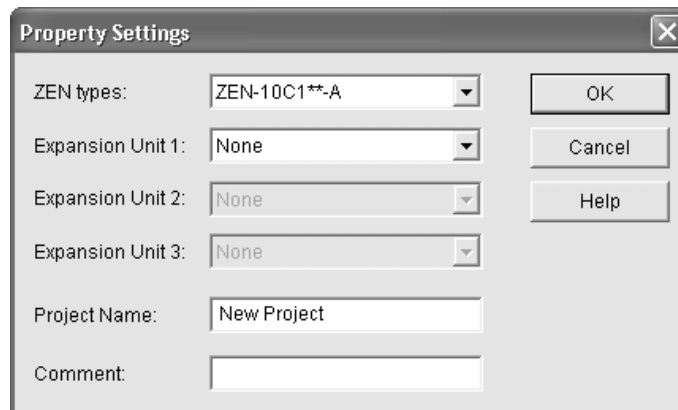 Property Settings
ZEN types: ZEN-10C1**-A OK
Expansion Unit 1: None Cancel
Expansion Unit 2: None Help
Expansion Unit 3: None
Project Name: New Project
Comment: